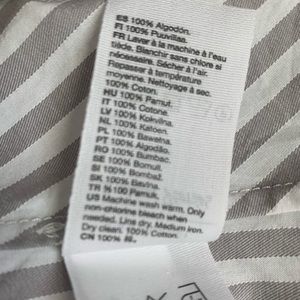 ES 100% Algodón.
FI 100% Puuvillaa.
FR Laver à la machine à l'eau
tiède. Blanchir sans chlore si
nécessaire. Sécher à l'air.
Repasser à température
moyenne. Nettoyage à sec.
100% Coton.
HU 100% Pamut.
IT 100% Cotone.
LV 100% Kokvilna.
NL 100% Katoen.
PL 100% Bawełna.
PT 100% Algodão.
RO 100% Bumbac.
SE 100% Bomull.
SI 100% Bombaž.
SK 100% Bavlna.
TR %100 Pamuk.
US Machine wash warm. Only
non-chlorine bleach when
needed. Line dry. Medium iron.
Dry clean. 100% Cotton.
CN 100% 棉.